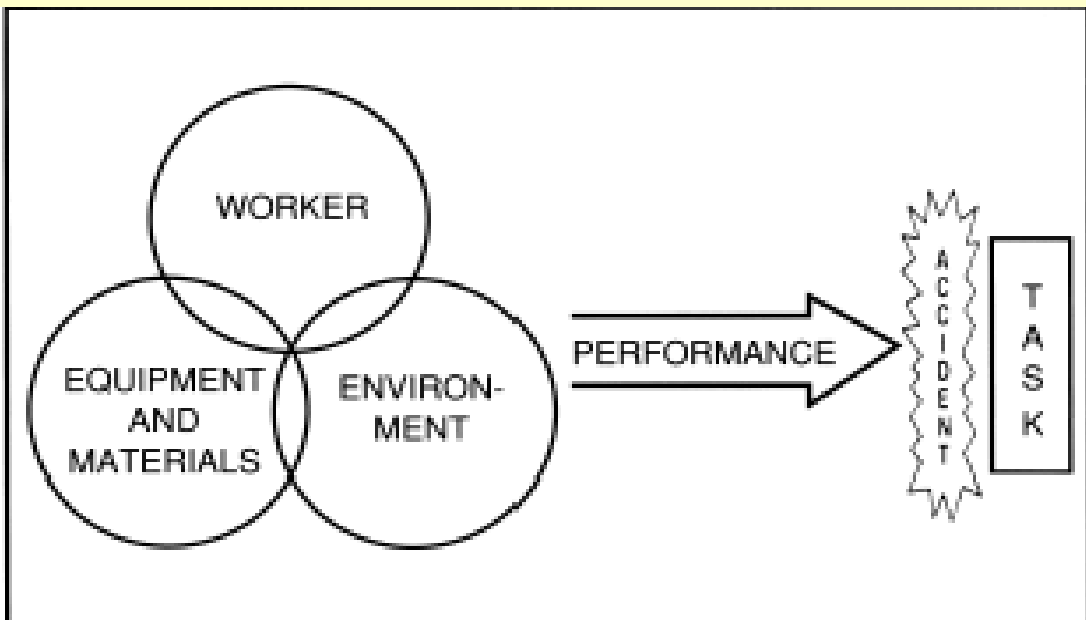 WORKER
EQUIPMENT
AND
MATERIALS
ENVIRON-
MENT
PERFORMANCE
ACCIDENT
TASK